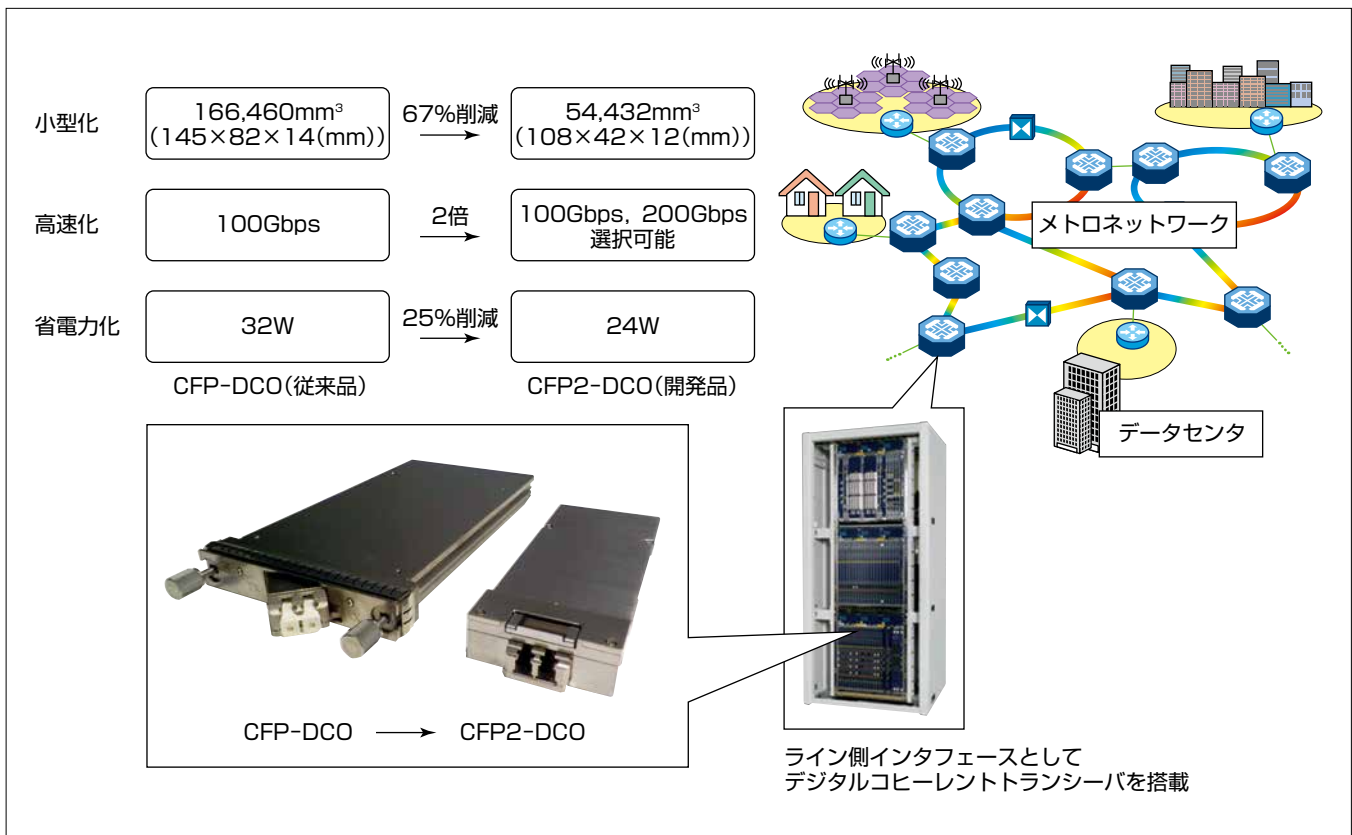 小型化
166,460mm³
(145×82×14(mm))
67%削減
54,432mm³
(108×42×12(mm))
高速化
100Gbps
2倍
100Gbps, 200Gbps
選択可能
省電力化
32W
25%削減
24W
CFP-DCO(従来品)
CFP2-DCO(開発品)
メトロネットワーク
データセンタ
CFP-DCO
CFP2-DCO
ライン側インタフェースとして
デジタルコヒーレントトランシーバを搭載